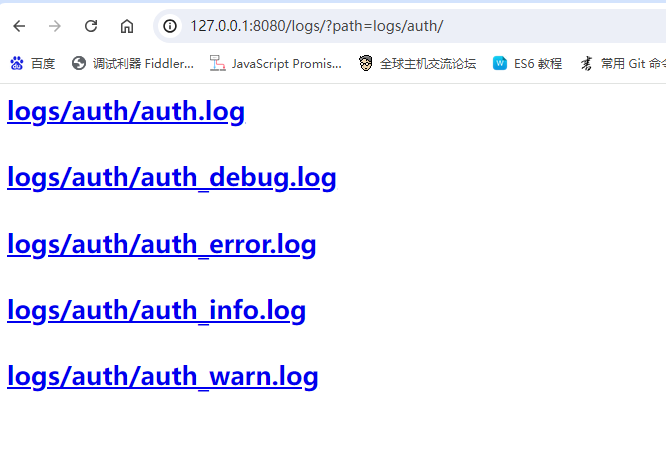 127.0.0.1:8080/logs/?path=logs/auth/
百度 调试利器 Fiddler... JavaScript Promis... 全球主机交流论坛 W ES6 教程 常用 Git 命
logs/auth/auth.log
logs/auth/auth_debug.log
logs/auth/auth_error.log
logs/auth/auth_info.log
logs/auth/auth_warn.log